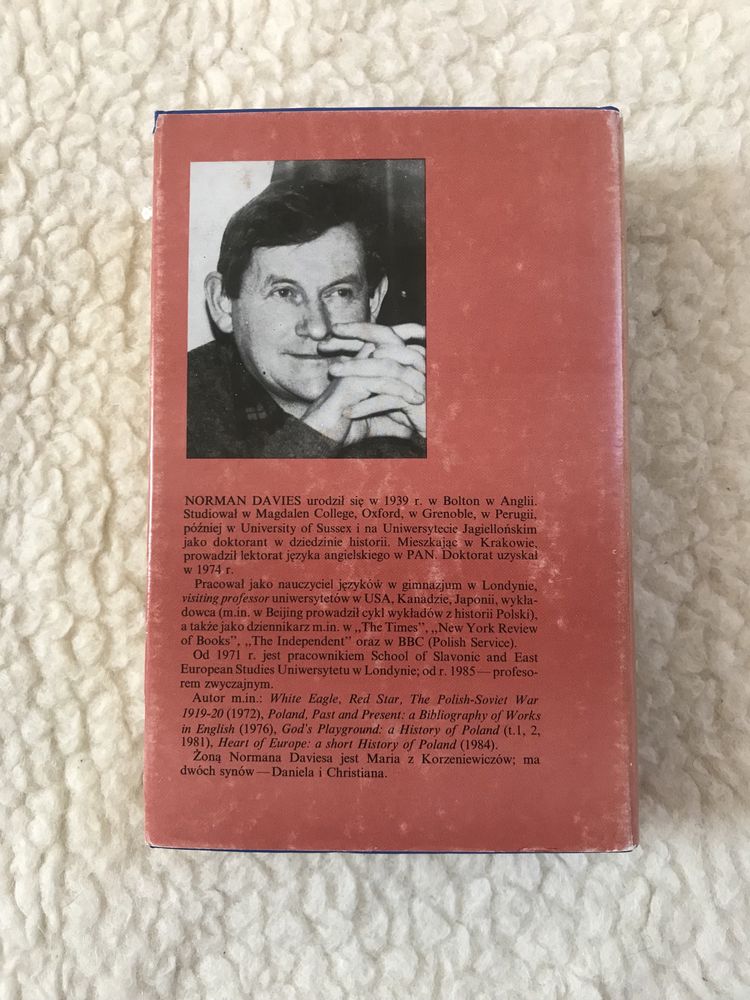 NORMAN DAVIES urodził się w 1939 r. w Bolton w Anglii.
Studiował w Magdalen College, Oxford, w Grenoble, w Perugii,
później w University of Sussex i na Uniwersytecie Jagiellońskim
jako doktorant w dziedzinie historii. Mieszkając w Krakowie,
prowadził lektorat języka angielskiego w PAN. Doktorat uzyskał
w 1974 r.
Pracował jako nauczyciel języków w gimnazjum w Londynie,
visiting professor uniwersytetów w USA, Kanadzie, Japonii, wykła-
dowca (m.in. w Beijing prowadził cykl wykładów z historii Polski),
a także jako dziennikarz m.in. w ,,The Times”, ,,New York Review
of Books”, ,,The Independent” oraz w BBC (Polish Service).
Od 1971 r. jest pracownikiem School of Slavonic and East
European Studies Uniwersytetu w Londynie; od r. 1985 — profeso-
rem zwyczajnym.
Autor m.in.: White Eagle, Red Star, The Polish-Soviet War
1919-20 (1972), Poland, Past and Present: a Bibliography of Works
in English (1976), God's Playground: a History of Poland (t.1, 2,
1981), Heart of Europe: a short History of Poland (1984).
Żoną Normana Daviesa jest Maria z Korzeniewiczów; ma
dwóch synów — Daniela i Christiana.